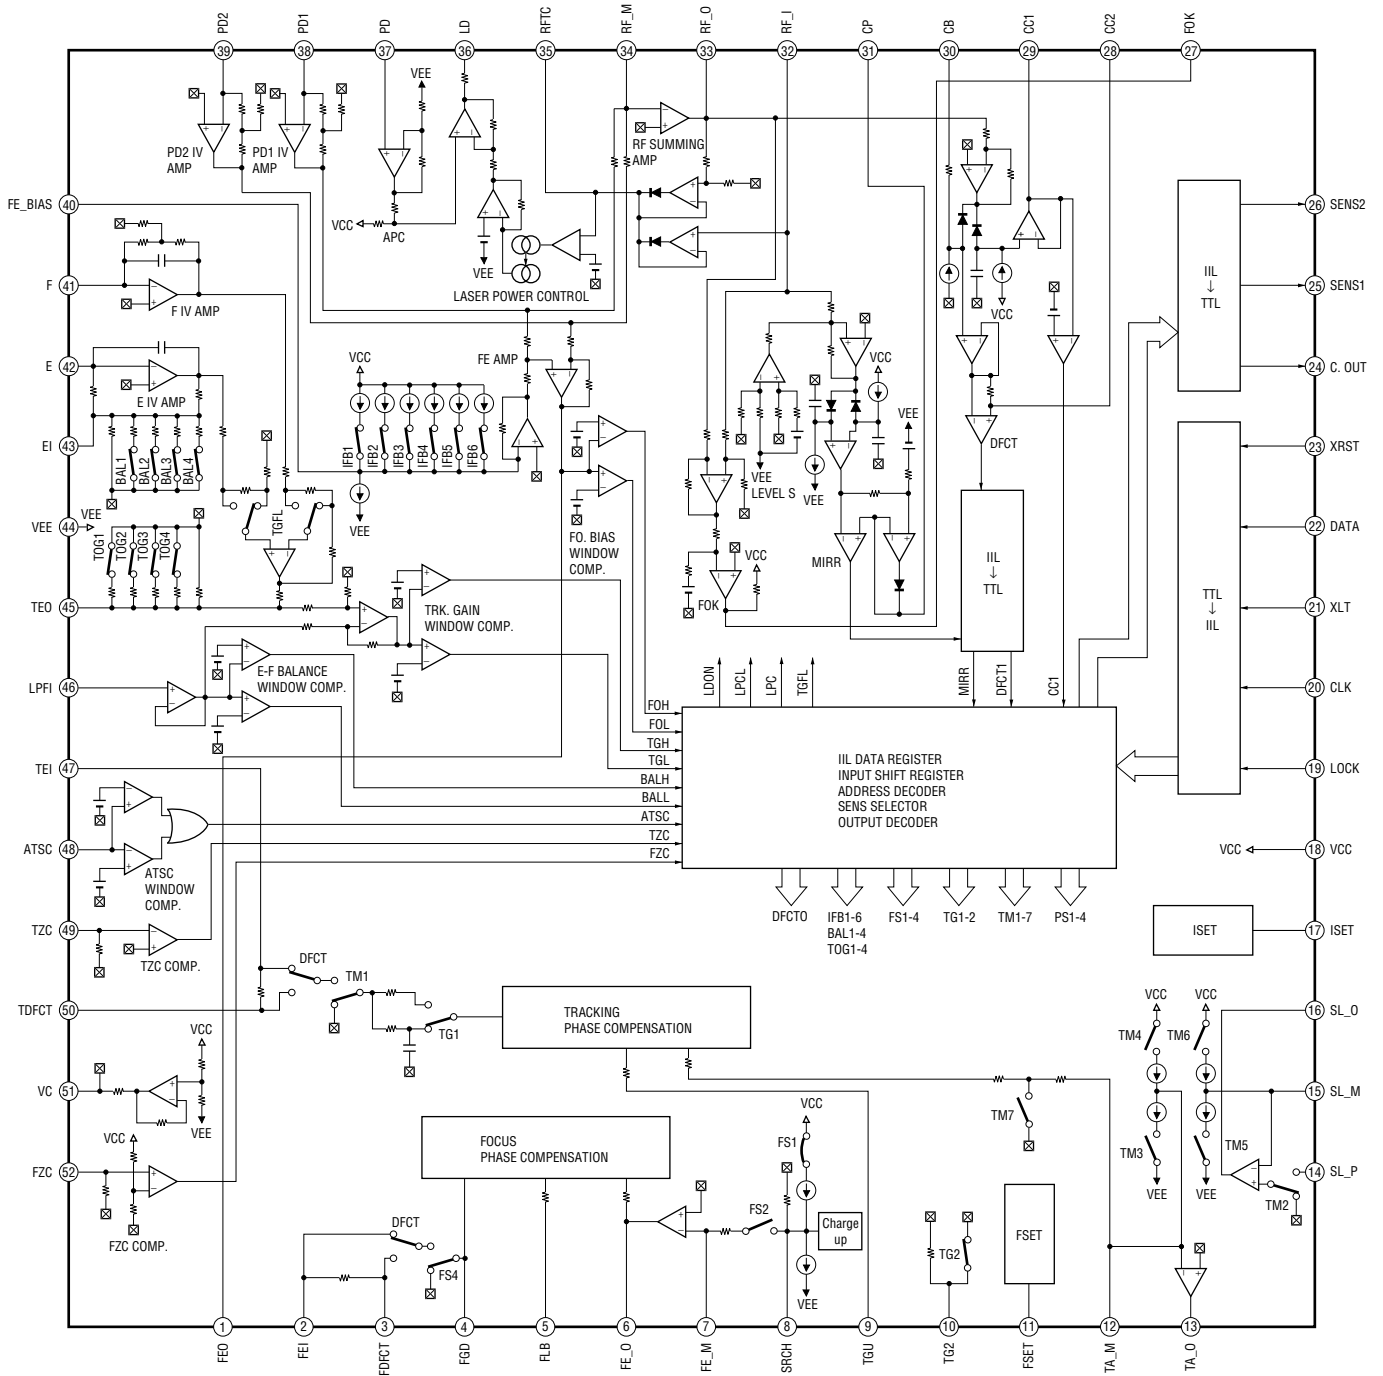 PD2
PD1
PD
LD
RFTC
RF_M
RF_O
RF_I
CP
CB
CC1
CC2
FOK
39
38
37
36
35
34
33
32
31
30
29
28
27
VEE
PD2 IV
AMP
PD1 IV
AMP
RF SUMMING
AMP
FE_BIAS
40
VCC
APC
VEE
LASER POWER CONTROL
VCC
IIL
↓
TTL
26
SENS2
25
SENS1
24
C. OUT
F
41
F IV AMP
E
42
E IV AMP
EI
43
BAL1
BAL2
BAL3
BAL4
VCC
FE AMP
IFB1
IFB2
IFB3
IFB4
IFB5
IFB6
VEE
VCC
VEE
VEE
LEVEL S
VEE
DFCT
23
XRST
22
DATA
21
XLT
20
CLK
19
LOCK
TTL
↓
IIL
VEE
44
VEE
TOG1
TOG2
TOG3
TOG4
TGFL
FO. BIAS
WINDOW
COMP.
VCC
FOK
MIRR
IIL
↓
TTL
TEO
45
TRK. GAIN
WINDOW COMP.
E-F BALANCE
WINDOW COMP.
LPFI
46
LDON
LPCL
LPC
TGFL
MIRR
DFCT1
CC1
FOH
FOL
TGH
TGL
BALH
BALL
ATSC
TZC
FZC
IIL DATA REGISTER
INPUT SHIFT REGISTER
ADDRESS DECODER
SENS SELECTOR
OUTPUT DECODER
TEI
47
ATSC
48
ATSC
WINDOW
COMP.
VCC
18
VCC
DFCTO
IFB1-6
BAL1-4
TOG1-4
FS1-4
TG1-2
TM1-7
PS1-4
TZC
49
TZC COMP.
ISET
17
ISET
DFCT
TM1
TG1
TRACKING
PHASE COMPENSATION
TDFCT
50
VCC
VCC
VCC
TM4
TM6
16
SL_O
VC
51
VEE
TM7
15
SL_M
VCC
FOCUS
PHASE COMPENSATION
VCC
FS1
TM3
TM5
VEE
VEE
14
SL_P
TM2
FZC
52
FZC COMP.
DFCT
FS4
FS2
Charge
up
VEE
TG2
FSET
1
2
3
4
5
6
7
8
9
10
11
12
13
FEO
FEI
FDFCT
FGD
FLB
FE_O
FE_M
SRCH
TGU
TG2
FSET
TA_M
TA_O